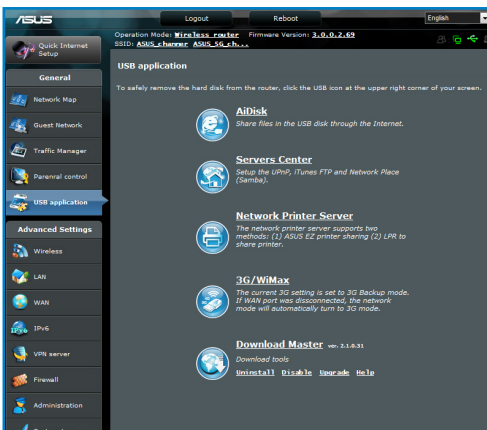 ASUS Logout Reboot English
Operation Mode: Wireless router Firmware Version: 3.0.0.2.69
SSID: ASUS_channer ASUS_5G_ch...
Quick Internet
Setup
General
Network Map
Guest Network
Traffic Manager
Parenral control
USB application
Advanced Settings
Wireless
LAN
WAN
IPv6
VPN server
Firewall
Administration
USB application
To safely remove the hard disk from the router, click the USB icon at the upper right corner of your screen.
AiDisk
Share files in the USB disk through the Internet.
Servers Center
Setup the UPnP, iTunes FTP and Network Place
(Samba).
Network Printer Server
The network printer server supports two
methods: (1) ASUS EZ printer sharing (2) LPR to
share printer.
3G/WiMax
The current 3G setting is set to 3G Backup mode.
If WAN port was dissconnected, the network
mode will automatically turn to 3G mode.
Download Master ver. 2.1.0.31
Download tools
Uninstall Disable Upgrade Help